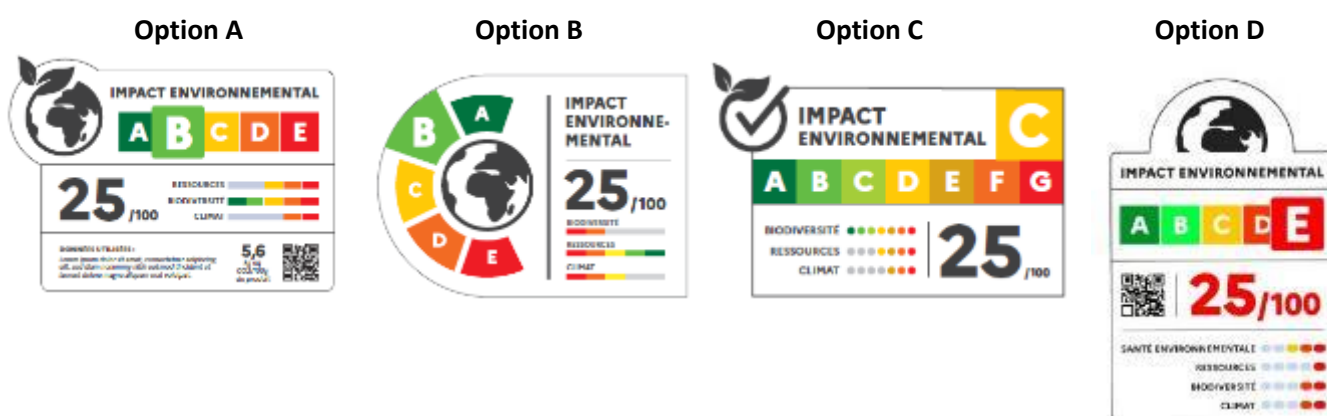 Option A
Option B
Option C
Option D
IMPACT ENVIRONNEMENTAL
A B C D E
25 /100
RESSOURCES
BIODIVERSITÉ
CLIMAT
DONNÉES UTILISÉES :
5,6
A
B
C
D
E
IMPACT
ENVIRONNE-
MENTAL
25 /100
BIODIVERSITÉ
RESSOURCES
CLIMAT
IMPACT
ENVIRONNEMENTAL
C
A B C D E F G
BIODIVERSITÉ
RESSOURCES
CLIMAT
25 /100
IMPACT ENVIRONNEMENTAL
A B C D E
25/100
SANTÉ ENVIRONNEMENTALE
RESSOURCES
BIODIVERSITÉ
CLIMAT